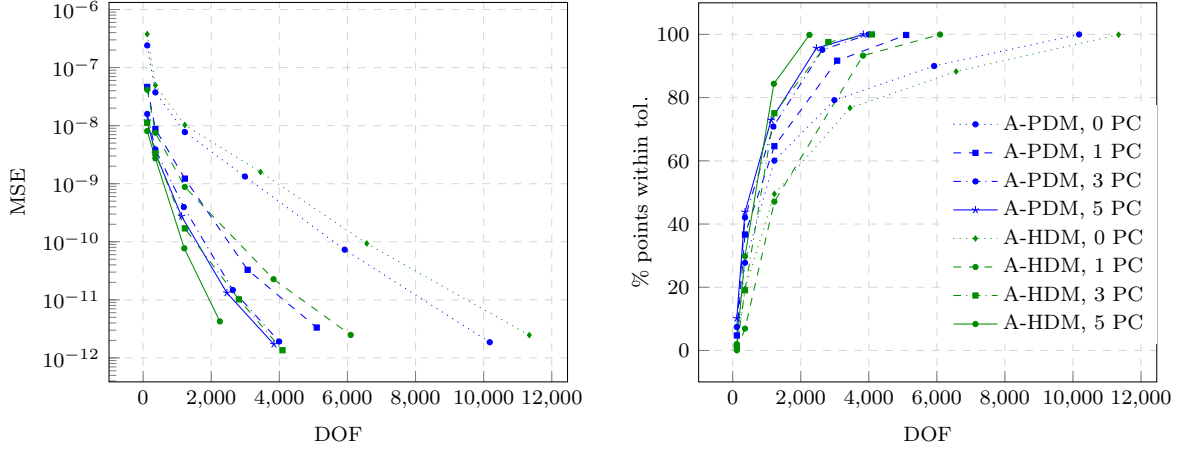 10−6
10−7
10−8
10−9
10−10
10−11
10−12
MSE
0 2,000 4,000 6,000 8,000 10,000 12,000
DOF
100
80
60
40
20
0
% points within tol.
A-PDM, 0 PC
A-PDM, 1 PC
A-PDM, 3 PC
A-PDM, 5 PC
A-HDM, 0 PC
A-HDM, 1 PC
A-HDM, 3 PC
A-HDM, 5 PC
0 2,000 4,000 6,000 8,000 10,000 12,000
DOF